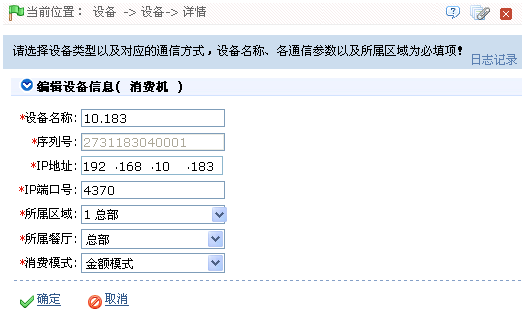 当前位置： 设备 -> 设备-> 详情
请选择设备类型以及对应的通信方式，设备名称、各通信参数以及所属区域为必填项!
日志记录
编辑设备信息( 消费机 )
*设备名称: 10.183
*序列号: 2731183040001
*IP地址: 192 .168 .10 .183
*IP端口号: 4370
*所属区域: 1 总部
*所属餐厅: 总部
*消费模式: 金额模式
确定 取消